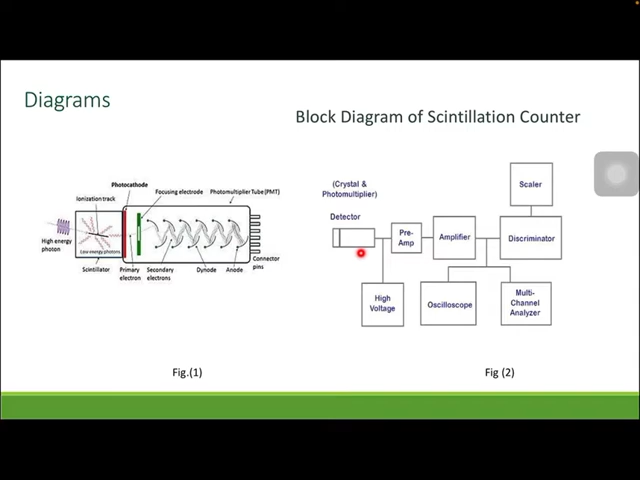 Diagrams
Block Diagram of Scintillation Counter
Photocathode
Focusing electrode
Photomultiplier Tube (PMT)
Ionization track
High energy
photon
Low energy photons
Scintillator
Primary
electron
Secondary
electrons
Dynode
Anode
Connector
pins
Fig.(1)
(Crystal &
Photomultiplier)
Detector
Pre-
Amp
Amplifier
Discriminator
Scaler
High
Voltage
Oscilloscope
Multi-
Channel
Analyzer
Fig (2)